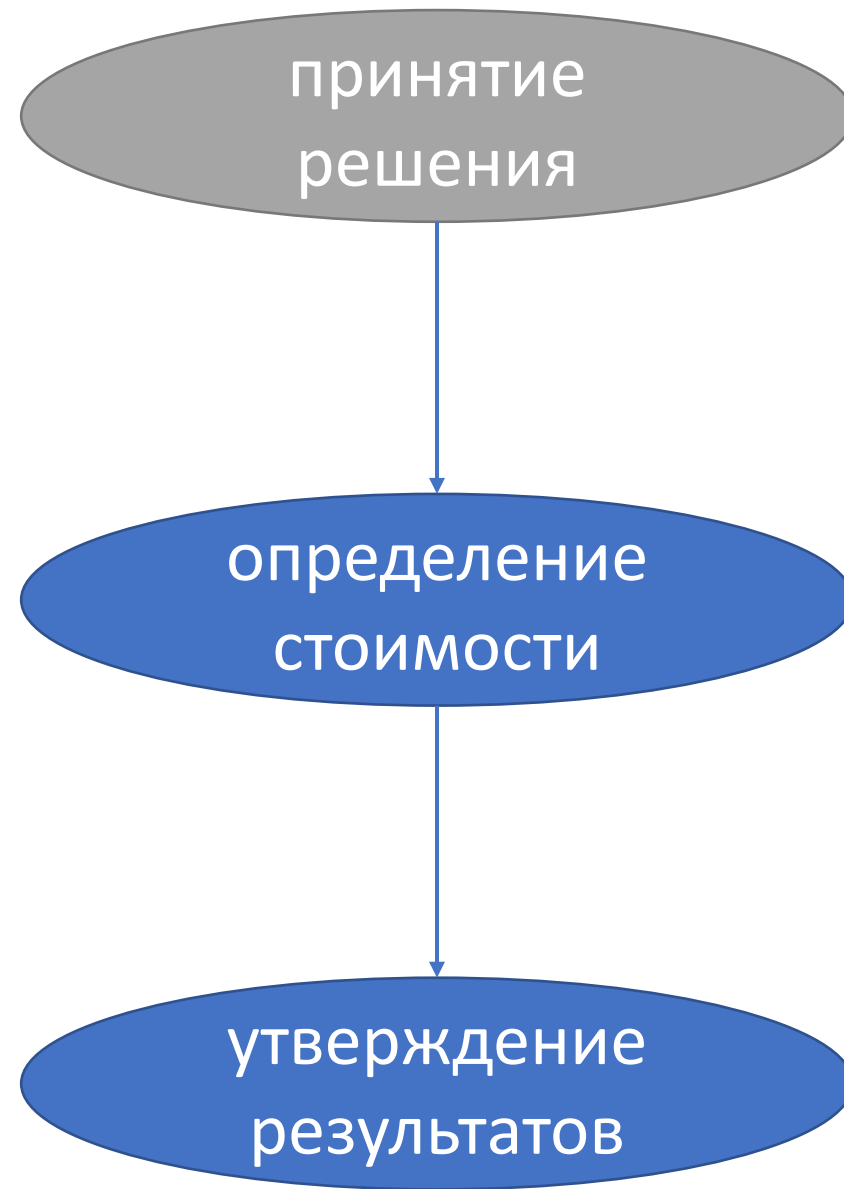 принятие
решения
определение
стоимости
утверждение
результатов